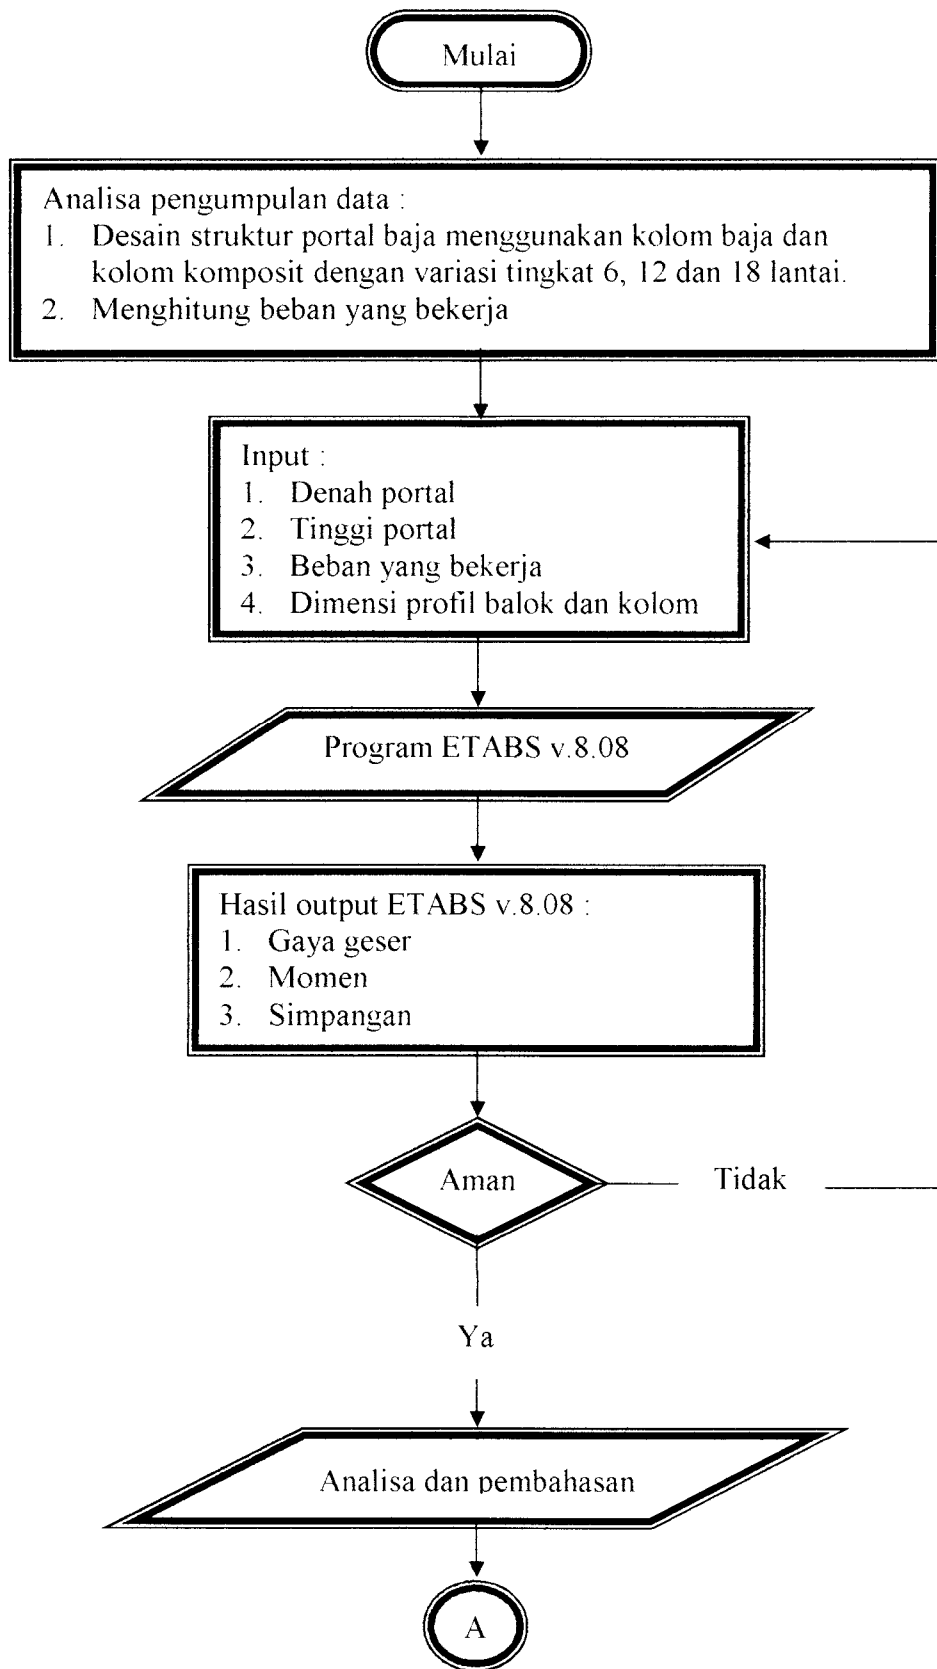 Mulai
Analisa pengumpulan data :
1. Desain struktur portal baja menggunakan kolom baja dan
kolom komposit dengan variasi tingkat 6, 12 dan 18 lantai.
2. Menghitung beban yang bekerja
Input :
1. Denah portal
2. Tinggi portal
3. Beban yang bekerja
4. Dimensi profil balok dan kolom
Program ETABS v.8.08
Hasil output ETABS v.8.08 :
1. Gaya geser
2. Momen
3. Simpangan
Aman
Tidak
Ya
Analisa dan pembahasan
A